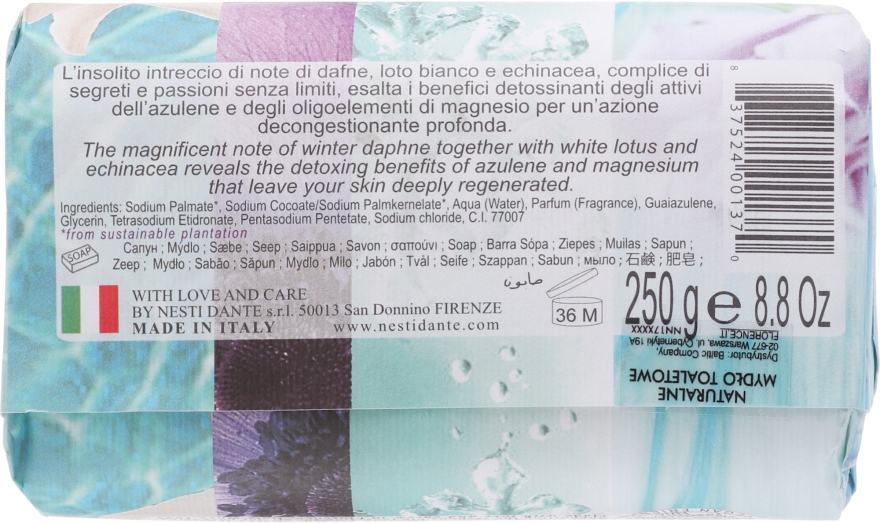 L'insolito intreccio di note di dafne, loto bianco e echinacea, complice di
segreti e passioni senza limiti, esalta i benefici detossinanti degli attivi
dell'azulene e degli oligoelementi di magnesio per un'azione
decongestionante profonda.
The magnificent note of winter daphne together with white lotus and
echinacea reveals the detoxing benefits of azulene and magnesium
that leave your skin deeply regenerated.
Ingredients: Sodium Palmate*, Sodium Cocoate/Sodium Palmkernelate*, Aqua (Water), Parfum (Fragrance), Guaiazulene,
Glycerin, Tetrasodium Etidronate, Pentasodium Pentetate, Sodium chloride, C.I. 77007
*from sustainable plantation
SOAP
Сапун ; Mýdlo ; Sæbe ; Seep ; Saippua ; Savon ; σαπούνι ; Soap ; Barra Sópa ; Ziepes ; Muilas ; Sapun ;
Zeep ; Mydło ; Sabão ; Săpun ; Mydlo ; Milo ; Jabón ; Tvål ; Seife ; Szappan ; Sabun ; мыло ; 石鹸 ; 肥皂 ;
صابون
WITH LOVE AND CARE
BY NESTI DANTE s.r.l. 50013 San Donnino FIRENZE
MADE IN ITALY www.nestidante.com
36 M
250 g e 8.8 Oz
8 37524 00137 0
NATURALNE
MYDŁO TOALETOWE
Dystrybutor: Baltic Company,
02-677 Warszawa, ul. Cybernetyki 19A
FLORENCE.IT
NN17XXXX